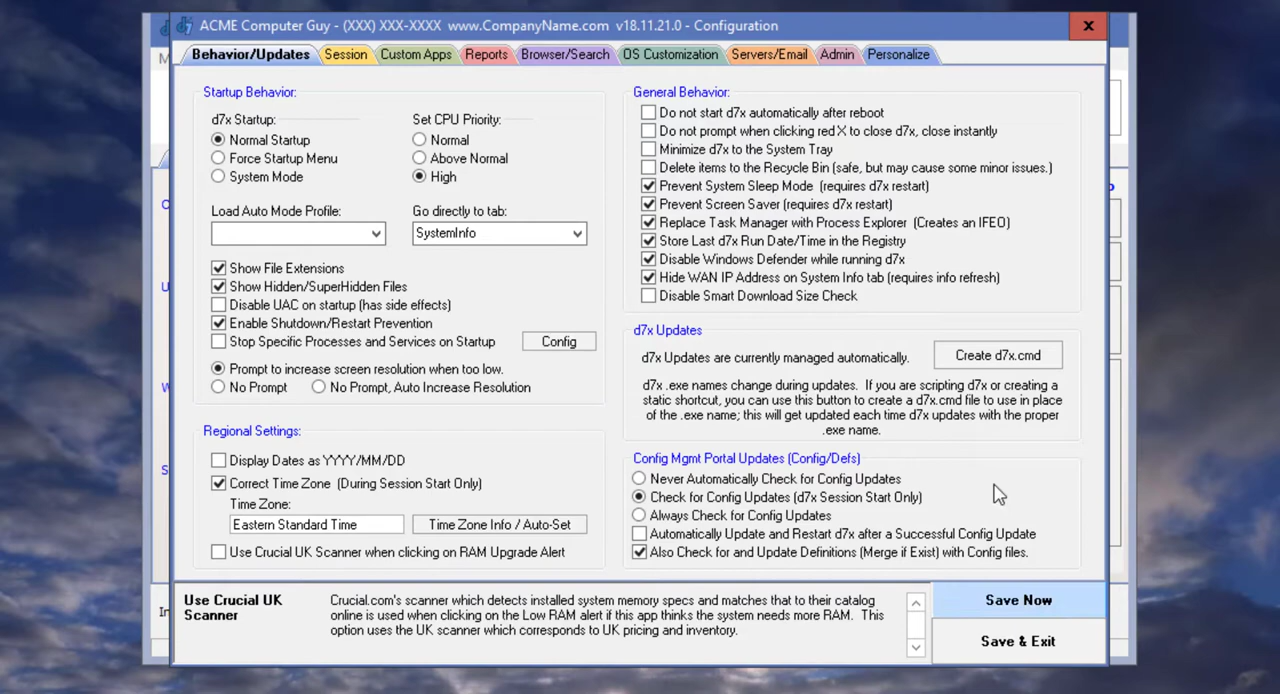 ACME Computer Guy - (XXX) XXX-XXXX  www.CompanyName.com  v18.11.21.0 - Configuration
Behavior/Updates
Session
Custom Apps
Reports
Browser/Search
OS Customization
Servers/Email
Admin
Personalize
Startup Behavior:
d7x Startup:
Normal Startup
Force Startup Menu
System Mode
Set CPU Priority:
Normal
Above Normal
High
Load Auto Mode Profile:
Go directly to tab:
SystemInfo
Show File Extensions
Show Hidden/SuperHidden Files
Disable UAC on startup (has side effects)
Enable Shutdown/Restart Prevention
Stop Specific Processes and Services on Startup
Config
Prompt to increase screen resolution when too low.
No Prompt
No Prompt, Auto Increase Resolution
Regional Settings:
Display Dates as YYYY/MM/DD
Correct Time Zone  (During Session Start Only)
Time Zone:
Eastern Standard Time
Time Zone Info / Auto-Set
Use Crucial UK Scanner when clicking on RAM Upgrade Alert
General Behavior:
Do not start d7x automatically after reboot
Do not prompt when clicking red X to close d7x, close instantly
Minimize d7x to the System Tray
Delete items to the Recycle Bin (safe, but may cause some minor issues.)
Prevent System Sleep Mode  (requires d7x restart)
Prevent Screen Saver (requires d7x restart)
Replace Task Manager with Process Explorer  (Creates an IFEO)
Store Last d7x Run Date/Time in the Registry
Disable Windows Defender while running d7x
Hide WAN IP Address on System Info tab (requires info refresh)
Disable Smart Download Size Check
d7x Updates
d7x Updates are currently managed automatically.
Create d7x.cmd
d7x .exe names change during updates.  If you are scripting d7x or creating a
static shortcut, you can use this button to create a d7x.cmd file to use in place
of the .exe name; this will get updated each time d7x updates with the proper
.exe name.
Config Mgmt Portal Updates (Config/Defs)
Never Automatically Check for Config Updates
Check for Config Updates (d7x Session Start Only)
Always Check for Config Updates
Automatically Update and Restart d7x after a Successful Config Update
Also Check for and Update Definitions (Merge if Exist) with Config files.
Use Crucial UK
Scanner
Crucial.com's scanner which detects installed system memory specs and matches that to their catalog
online is used when clicking on the Low RAM alert if this app thinks the system needs more RAM.  This
option uses the UK scanner which corresponds to UK pricing and inventory.
Save Now
Save & Exit